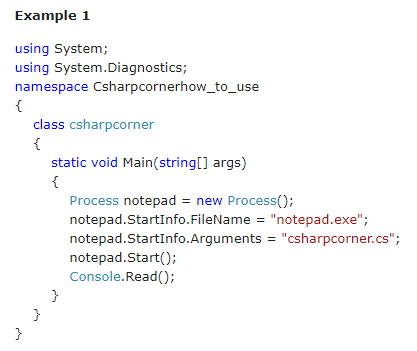 Example 1
using System;
using System.Diagnostics;
namespace Csharpcornerhow_to_use
{
class csharpcorner
{
static void Main(string[] args)
{
Process notepad = new Process();
notepad.StartInfo.FileName = "notepad.exe";
notepad.StartInfo.Arguments = "csharpcorner.cs";
notepad.Start();
Console.Read();
}
}
}